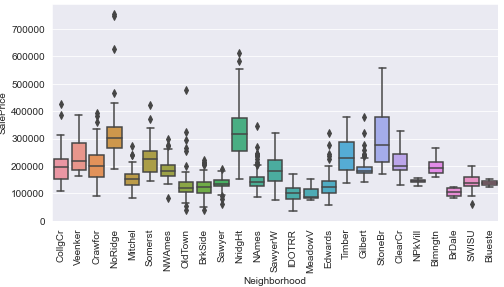 700000
600000
500000
400000
300000
200000
100000
0
SalePrice
CollgCr
Veenker
Crawfor
NoRidge
Mitchel
Somerst
NWAmes
OldTown
BrkSide
Sawyer
NridgHt
NAmes
SawyerW
IDOTRR
MeadowV
Edwards
Timber
Gilbert
StoneBr
ClearCr
NPkVill
Blmngtn
BrDale
SWISU
Blueste
Neighborhood